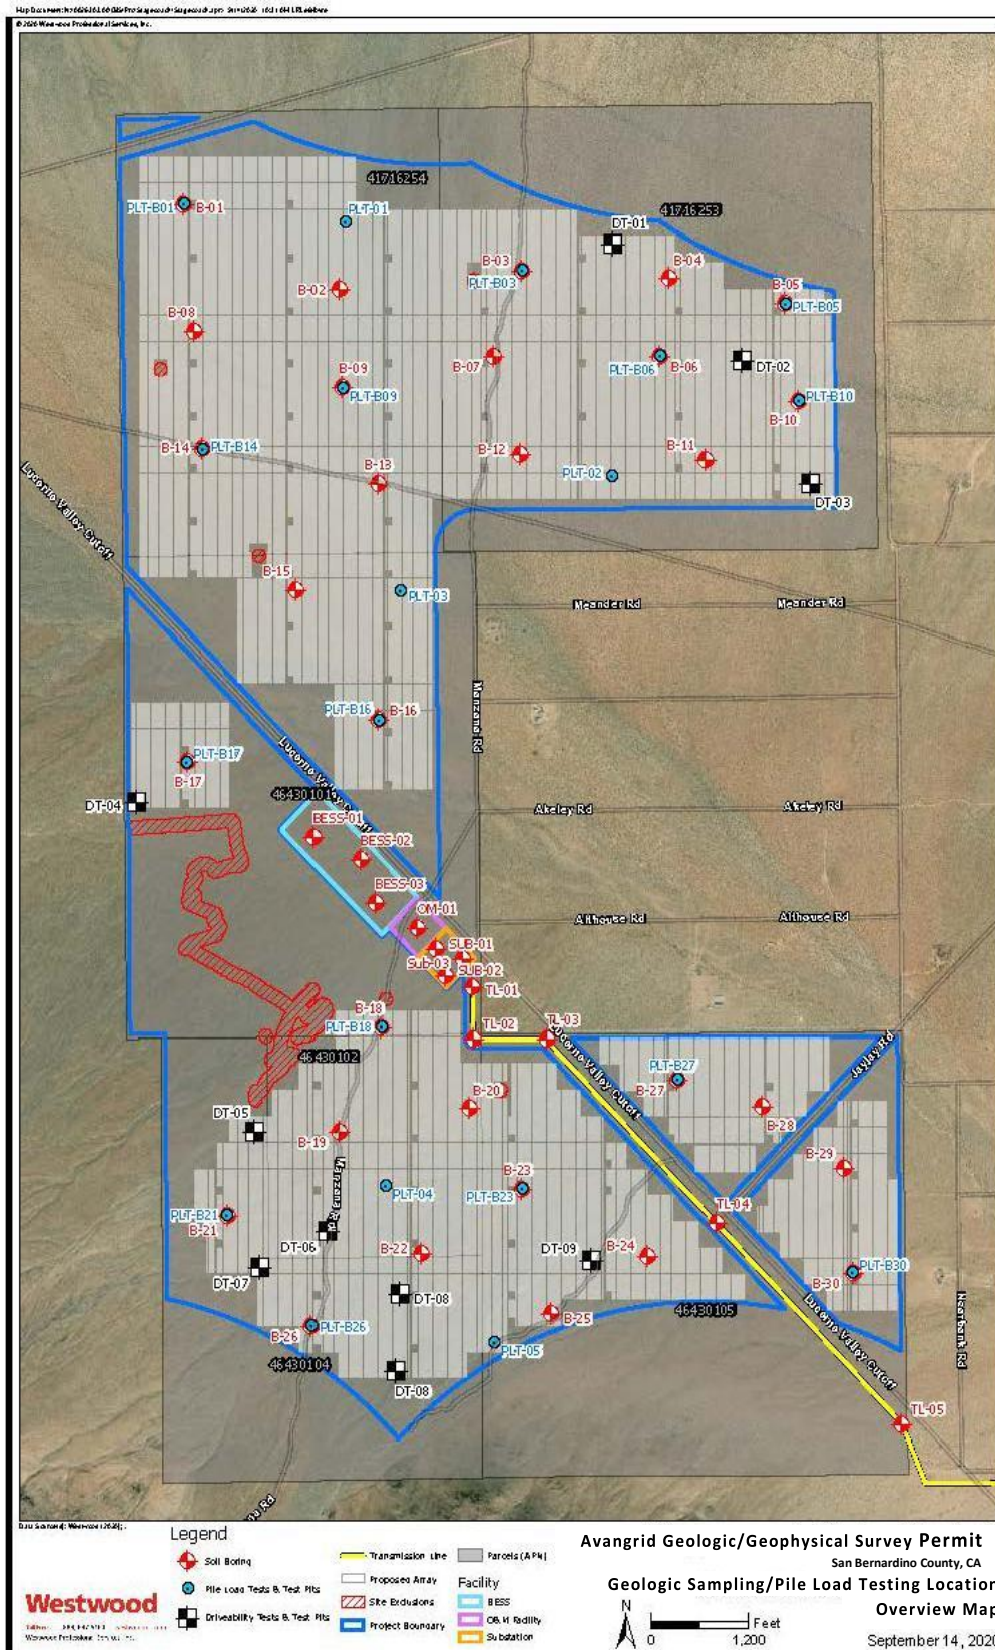 41716254
41716253
PLT-B01
B-01
PLT-01
DT-01
B-02
B-03
PLT-B03
B-04
B-05
PLT-B05
B-08
B-09
PLT-B09
B-07
PLT-B06
B-06
DT-02
PLT-B10
B-10
B-14
PLT-B14
B-13
B-12
PLT-02
B-11
DT-03
Lucerne Valley Cutoff
B-15
PLT-03
Meander Rd
Meander Rd
PLT-B16
B-16
Manzana Rd
PLT-B17
B-17
Lucerne Valley Cutoff
DT-04
46430101
BESS-01
BESS-02
BESS-03
Akeley Rd
Akeley Rd
OM-01
Althouse Rd
Althouse Rd
SUB-01
Sub-03
SUB-02
TL-01
B-18
PLT-B18
TL-02
TL-03
46430102
Lucerne Valley Cutoff
PLT-B27
B-27
Jaylay Rd
B-20
B-28
DT-05
B-19
B-29
Manzana Rd
B-23
PLT-B23
PLT-04
PLT-B21
B-21
TL-04
DT-06
B-22
DT-09
B-24
DT-07
PLT-B30
B-30
DT-08
B-25
46430105
Lucerne Valley Cutoff
Nearbank Rd
B-26
PLT-B26
PLT-05
46430104
DT-08
TL-05
Legend
Soil Boring
Pile Load Tests & Test Pits
Driveability Tests & Test Pits
Transmission Line
Proposed Array
Site Exclusions
Project Boundary
Parcels (APN)
Facility
BESS
O&M Facility
Substation
Westwood
Avangrid Geologic/Geophysical Survey Permit
San Bernardino County, CA
Geologic Sampling/Pile Load Testing Location
Overview Map
N
0
1,200
Feet
September 14, 2020